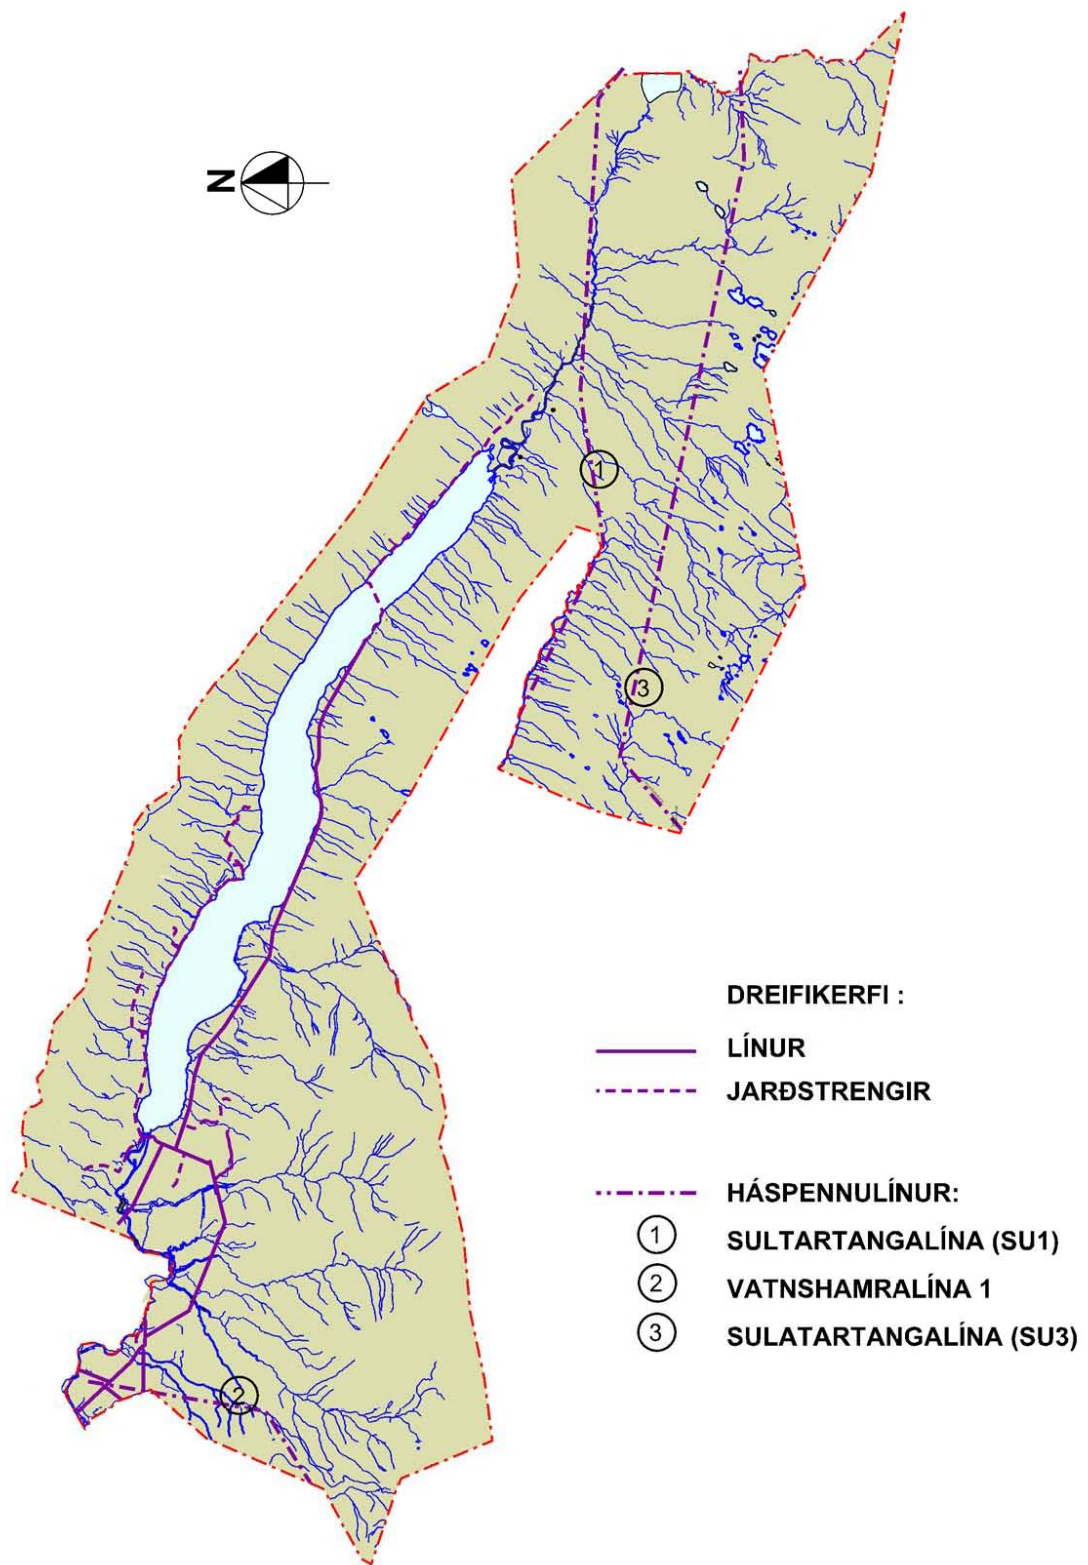 N
1
3
2
DREIFIKERFI :
LÍNUR
JARÐSTRENGIR
HÁSPENNULÍNUR:
1 SULTARTANGALÍNA (SU1)
2 VATNSHAMRALÍNA 1
3 SULATARTANGALÍNA (SU3)